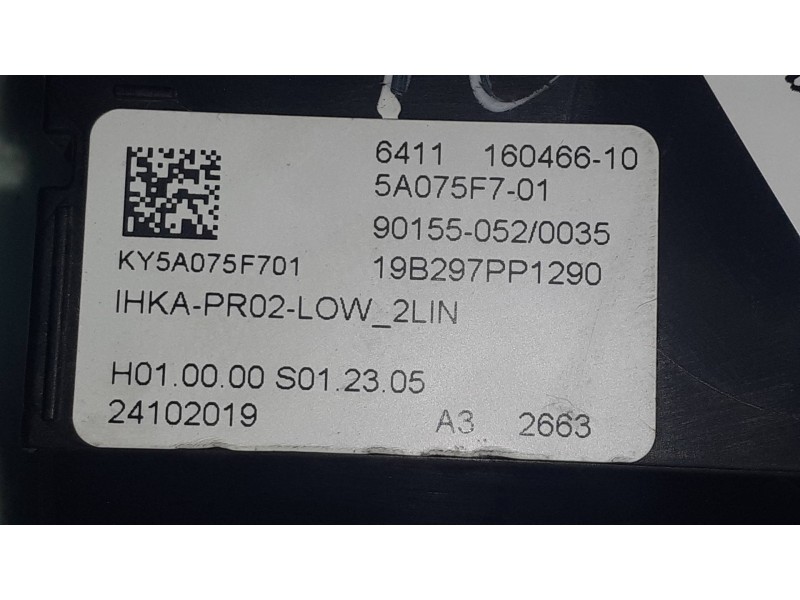 6411 160466-10
5A075F7-01
90155-052/0035
KY5A075F701 19B297PP1290
IHKA-PR02-LOW_2LIN
H01.00.00 S01.23.05
24102019 A3 2663